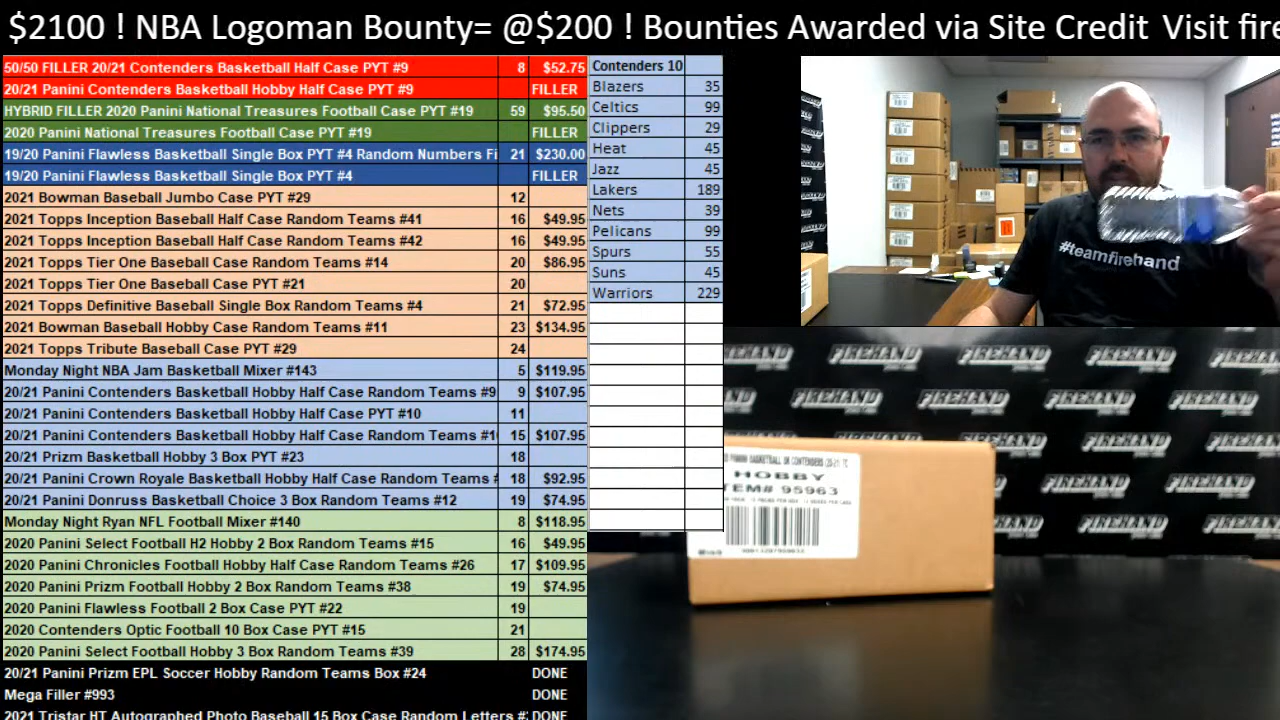 $2100 ! NBA Logoman Bounty= @$200 ! Bounties Awarded via Site Credit Visit fire
50/50 FILLER 20/21 Contenders Basketball Half Case PYT #9 8 $52.75
20/21 Panini Contenders Basketball Hobby Half Case PYT #9 FILLER
HYBRID FILLER 2020 Panini National Treasures Football Case PYT #19 59 $95.50
2020 Panini National Treasures Football Case PYT #19 FILLER
19/20 Panini Flawless Basketball Single Box PYT #4 Random Numbers Fi 21 $230.00
19/20 Panini Flawless Basketball Single Box PYT #4 FILLER
2021 Bowman Baseball Jumbo Case PYT #29 12
2021 Topps Inception Baseball Half Case Random Teams #41 16 $49.95
2021 Topps Inception Baseball Half Case Random Teams #42 16 $49.95
2021 Topps Tier One Baseball Case Random Teams #14 20 $86.95
2021 Topps Tier One Baseball Case PYT #21 20
2021 Topps Definitive Baseball Single Box Random Teams #4 21 $72.95
2021 Bowman Baseball Hobby Case Random Teams #11 23 $134.95
2021 Topps Tribute Baseball Case PYT #29 24
Monday Night NBA Jam Basketball Mixer #143 5 $119.95
20/21 Panini Contenders Basketball Hobby Half Case Random Teams #9 9 $107.95
20/21 Panini Contenders Basketball Hobby Half Case PYT #10 11
20/21 Panini Contenders Basketball Hobby Half Case Random Teams #1 15 $107.95
20/21 Prizm Basketball Hobby 3 Box PYT #23 18
20/21 Panini Crown Royale Basketball Hobby Half Case Random Teams # 18 $92.95
20/21 Panini Donruss Basketball Choice 3 Box Random Teams #12 19 $74.95
Monday Night Ryan NFL Football Mixer #140 8 $118.95
2020 Panini Select Football H2 Hobby 2 Box Random Teams #15 16 $49.95
2020 Panini Chronicles Football Hobby Half Case Random Teams #26 17 $109.95
2020 Panini Prizm Football Hobby 2 Box Random Teams #38 19 $74.95
2020 Panini Flawless Football 2 Box Case PYT #22 19
2020 Contenders Optic Football 10 Box Case PYT #15 21
2020 Panini Select Football Hobby 3 Box Random Teams #39 28 $174.95
20/21 Panini Prizm EPL Soccer Hobby Random Teams Box #24 DONE
Mega Filler #993 DONE
2021 Tristar HT Autographed Photo Baseball 15 Box Case Random Letters # DONE
Contenders 10
Blazers 35
Celtics 99
Clippers 29
Heat 45
Jazz 45
Lakers 189
Nets 39
Pelicans 99
Spurs 55
Suns 45
Warriors 229
#teamfirehand
FIREHAND FIREHAND FIREHAND
FIREHAND FIREHAND FIREHAND
HOBBY
TEM# 95963